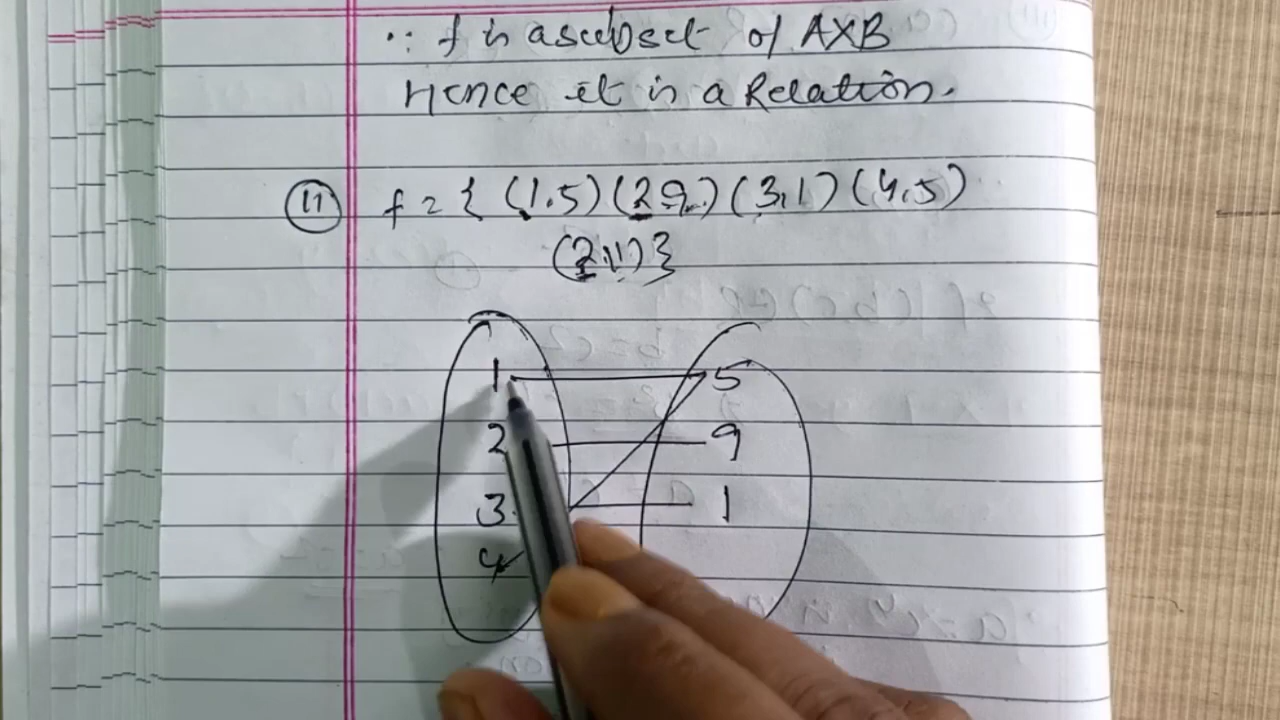 ∵ f is a subset of AXB
Hence it is a Relation.
(ii) f = { (1,5) (2 9,) (3,1) (4,5)
(2,11) }
1 5
2 9
3 1
4